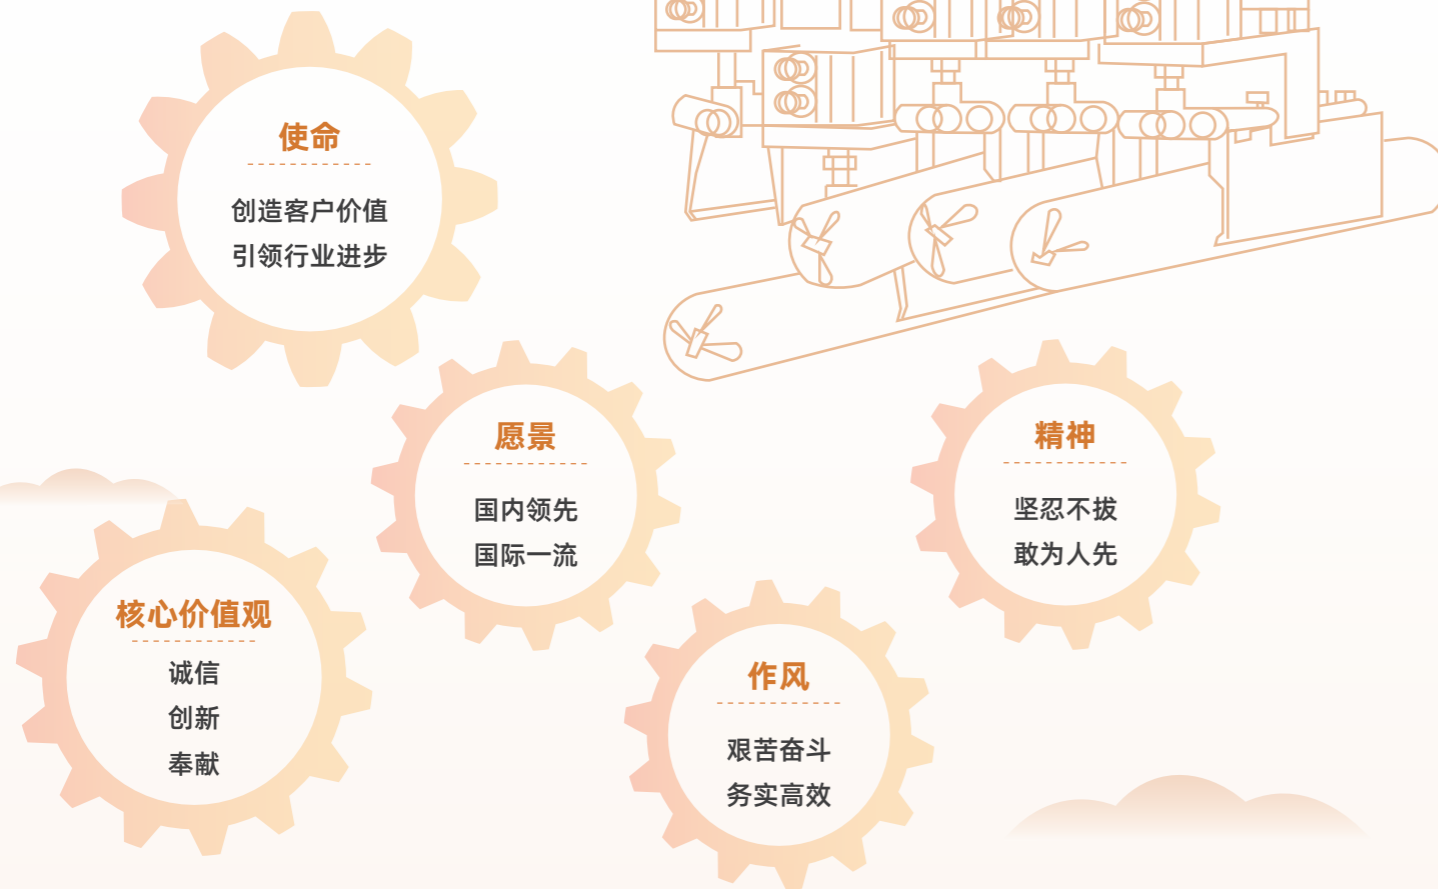 使命
创造客户价值
引领行业进步
愿景
国内领先
国际一流
精神
坚忍不拔
敢为人先
核心价值观
诚信
创新
奉献
作风
艰苦奋斗
务实高效